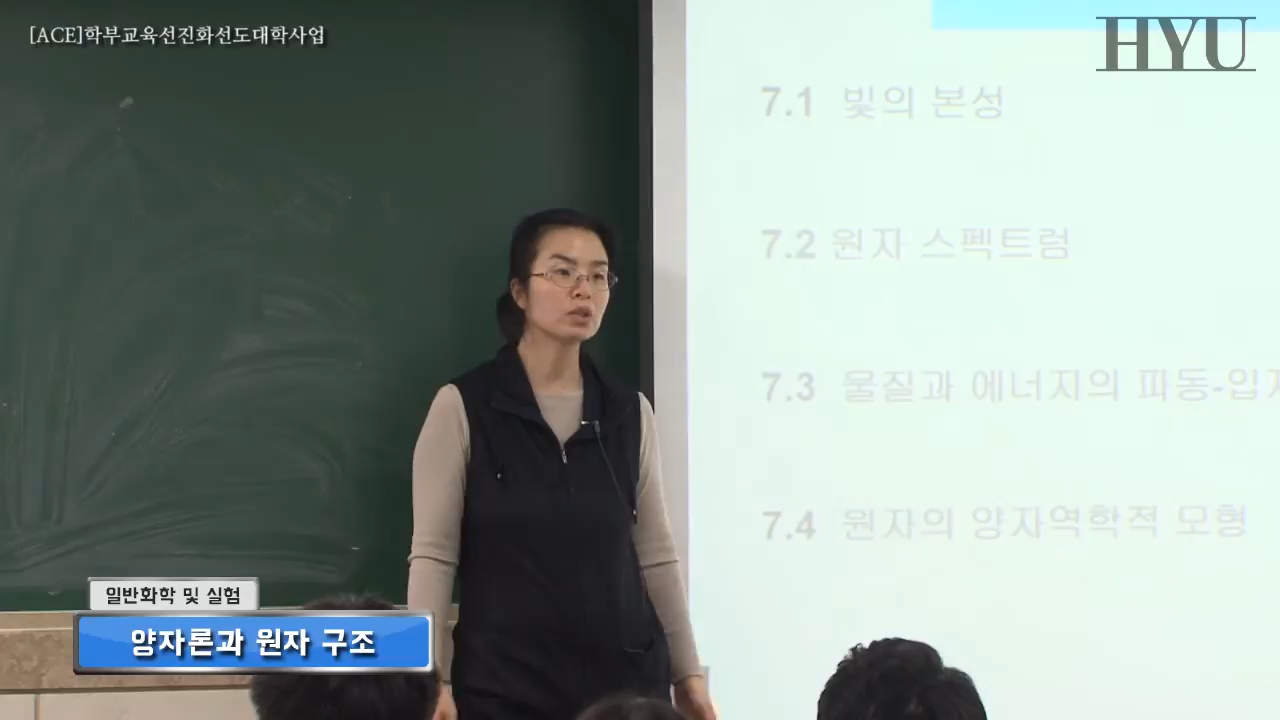 [ACE]학부교육선진화선도대학사업
HYU
7.1 빛의 본성
7.2 원자 스펙트럼
7.3 물질과 에너지의 파동-입
7.4 원자의 양자역학적 모형
일반화학 및 실험
양자론과 원자 구조